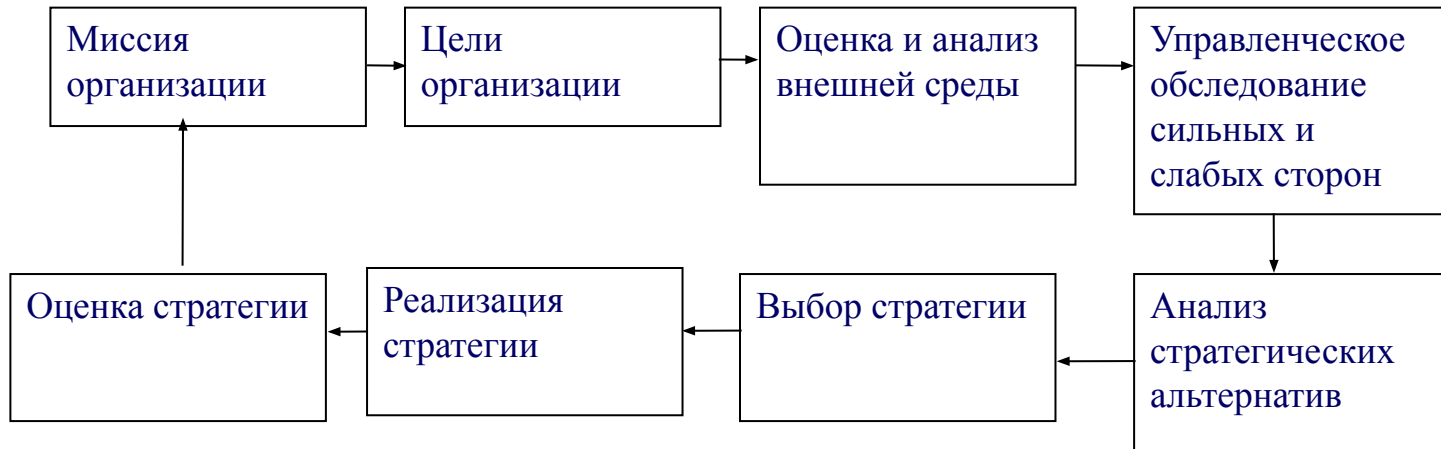 Миссия
организации
Цели
организации
Оценка и анализ
внешней среды
Управленческое
обследование
сильных и
слабых сторон
Оценка стратегии
Реализация
стратегии
Выбор стратегии
Анализ
стратегических
альтернатив